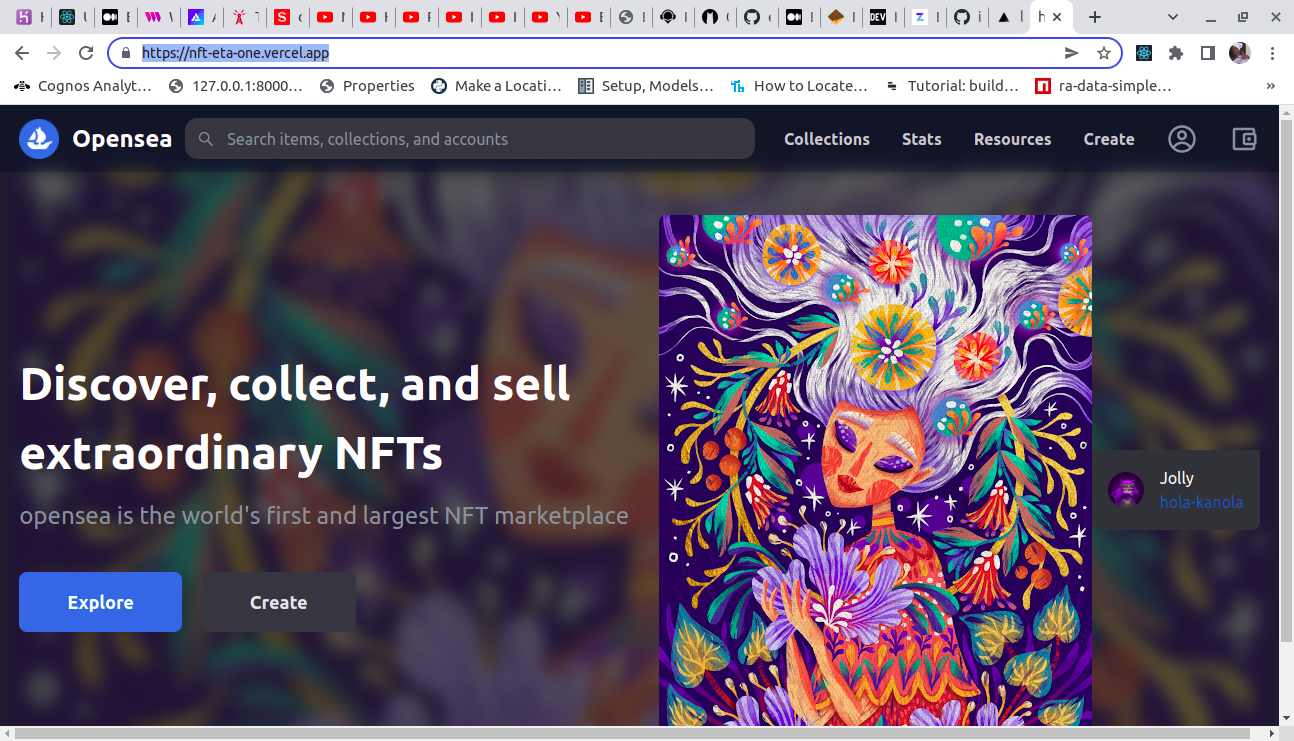 https://nft-eta-one.vercel.app
Cognos Analyt…
127.0.0.1:8000…
Properties
Make a Locati…
Setup, Models…
How to Locate…
Tutorial: build…
ra-data-simple…
»
Opensea
Search items, collections, and accounts
Collections
Stats
Resources
Create
Discover, collect, and sell
extraordinary NFTs
opensea is the world's first and largest NFT marketplace
Explore
Create
Jolly
hola-kanola